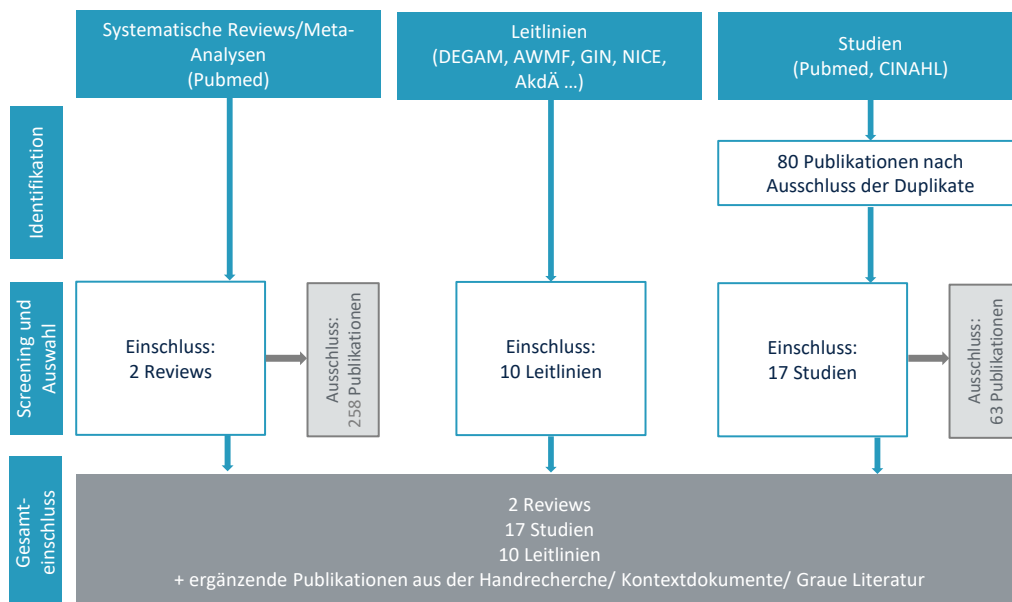 Systematische Reviews/Meta-
Analysen
(Pubmed)
Leitlinien
(DEGAM, AWMF, GIN, NICE,
AkdÄ ...)
Studien
(Pubmed, CINAHL)
Identifikation
80 Publikationen nach
Ausschluss der Duplikate
Screening und
Auswahl
Einschluss:
2 Reviews
Ausschluss:
258 Publikationen
Einschluss:
10 Leitlinien
Einschluss:
17 Studien
Ausschluss:
63 Publikationen
Gesamt-
einschluss
2 Reviews
17 Studien
10 Leitlinien
+ ergänzende Publikationen aus der Handrecherche/ Kontextdokumente/ Graue Literatur